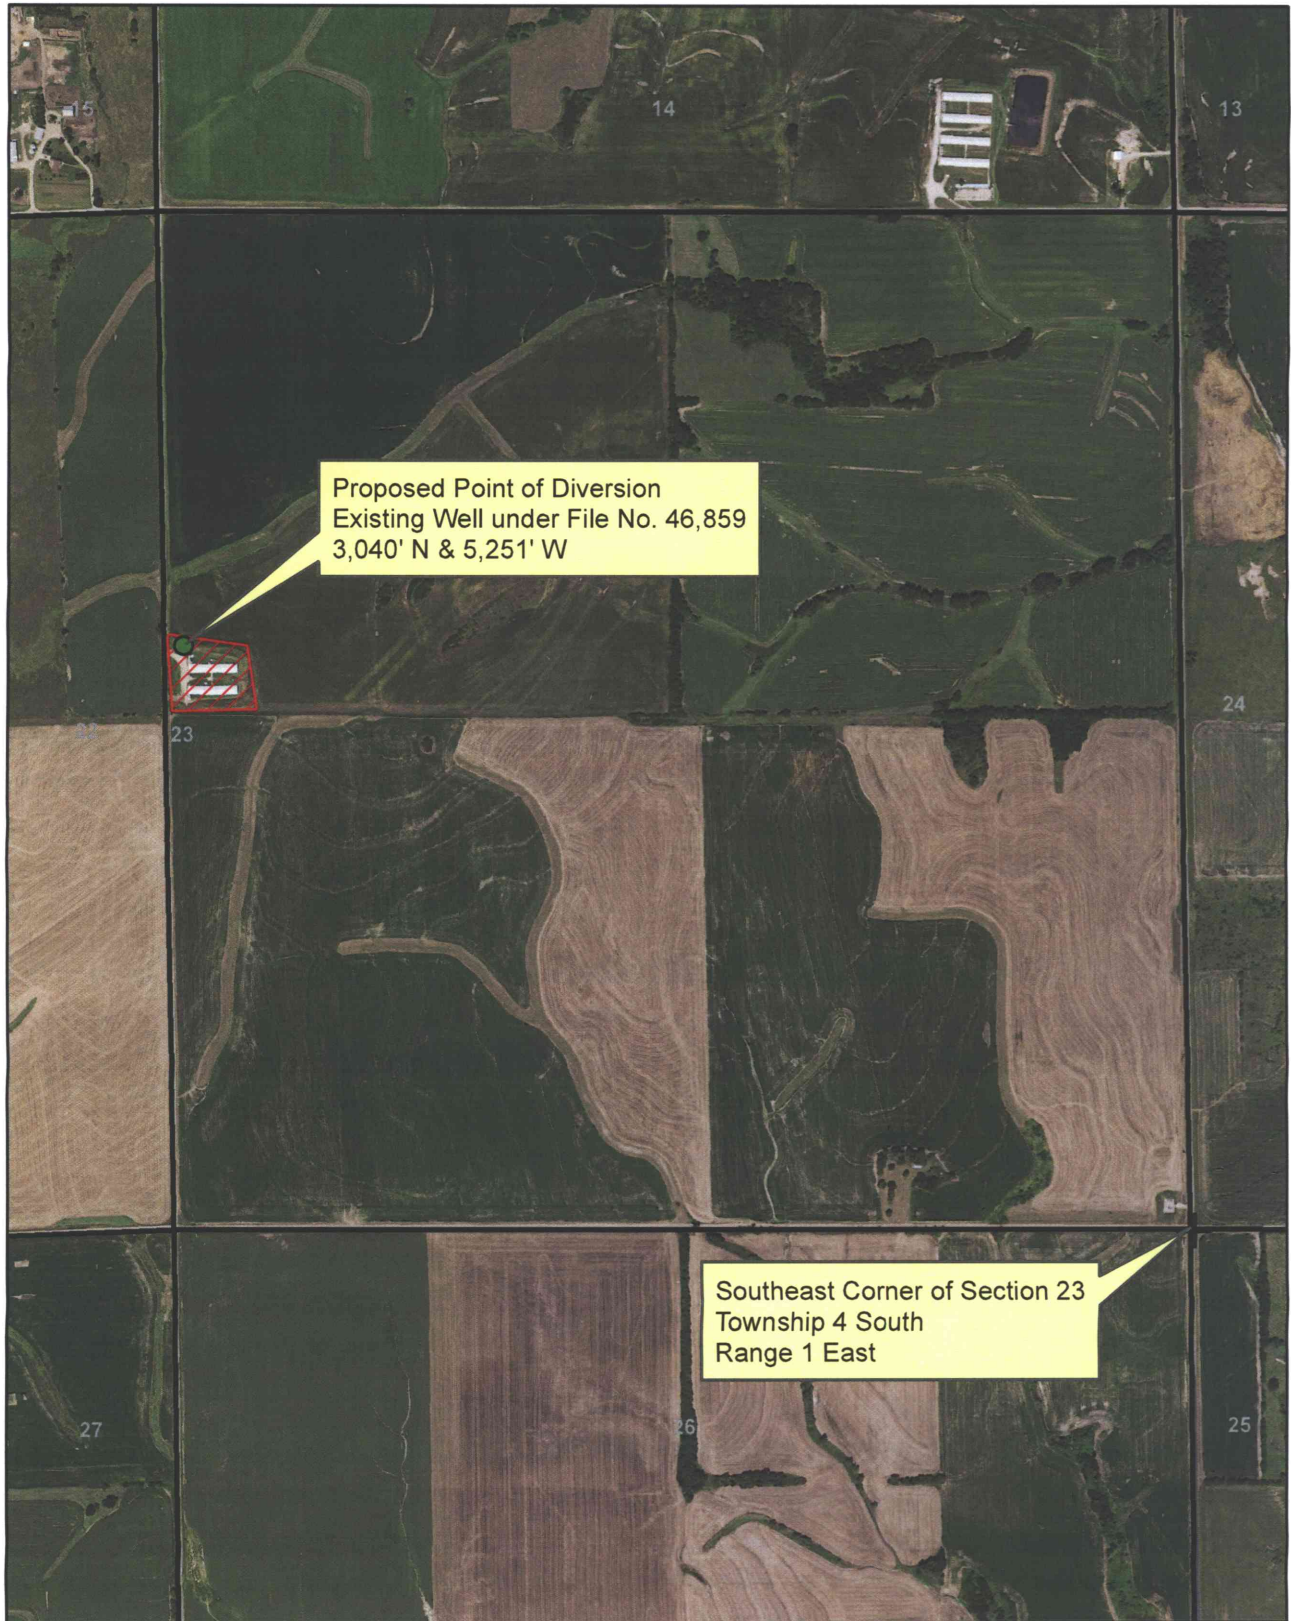 15
14
13
Proposed Point of Diversion
Existing Well under File No. 46,859
3,040' N & 5,251' W
24
22
23
Southeast Corner of Section 23
Township 4 South
Range 1 East
27
26
25